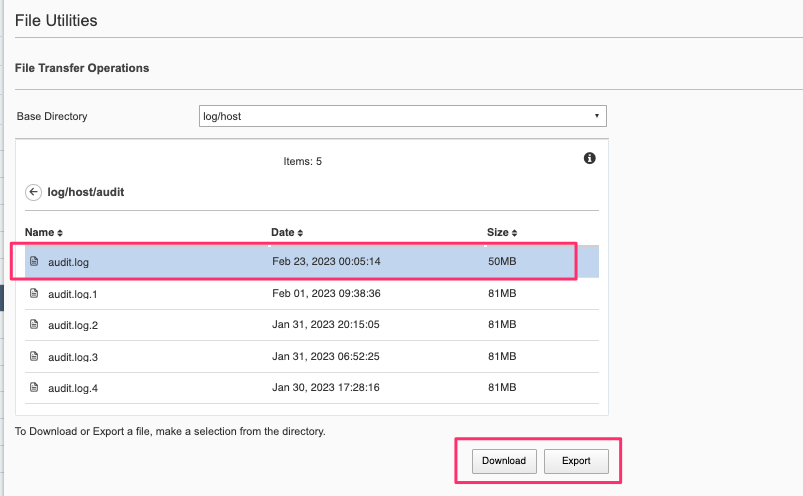 File Utilities
File Transfer Operations
Base Directory log/host
Items: 5
log/host/audit
Name Date Size
audit.log Feb 23, 2023 00:05:14 50MB
audit.log.1 Feb 01, 2023 09:38:36 81MB
audit.log.2 Jan 31, 2023 20:15:05 81MB
audit.log.3 Jan 31, 2023 06:52:25 81MB
audit.log.4 Jan 30, 2023 17:28:16 81MB
To Download or Export a file, make a selection from the directory.
Download Export